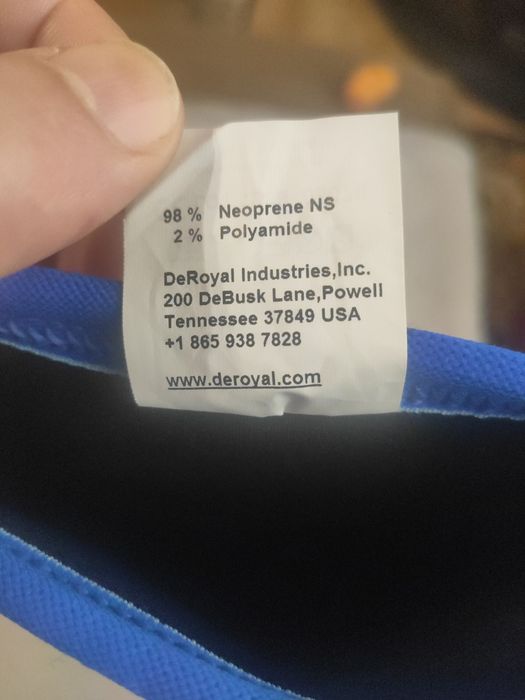 98 % Neoprene NS
2 % Polyamide
DeRoyal Industries,Inc.
200 DeBusk Lane,Powell
Tennessee 37849 USA
+1 865 938 7828
www.deroyal.com